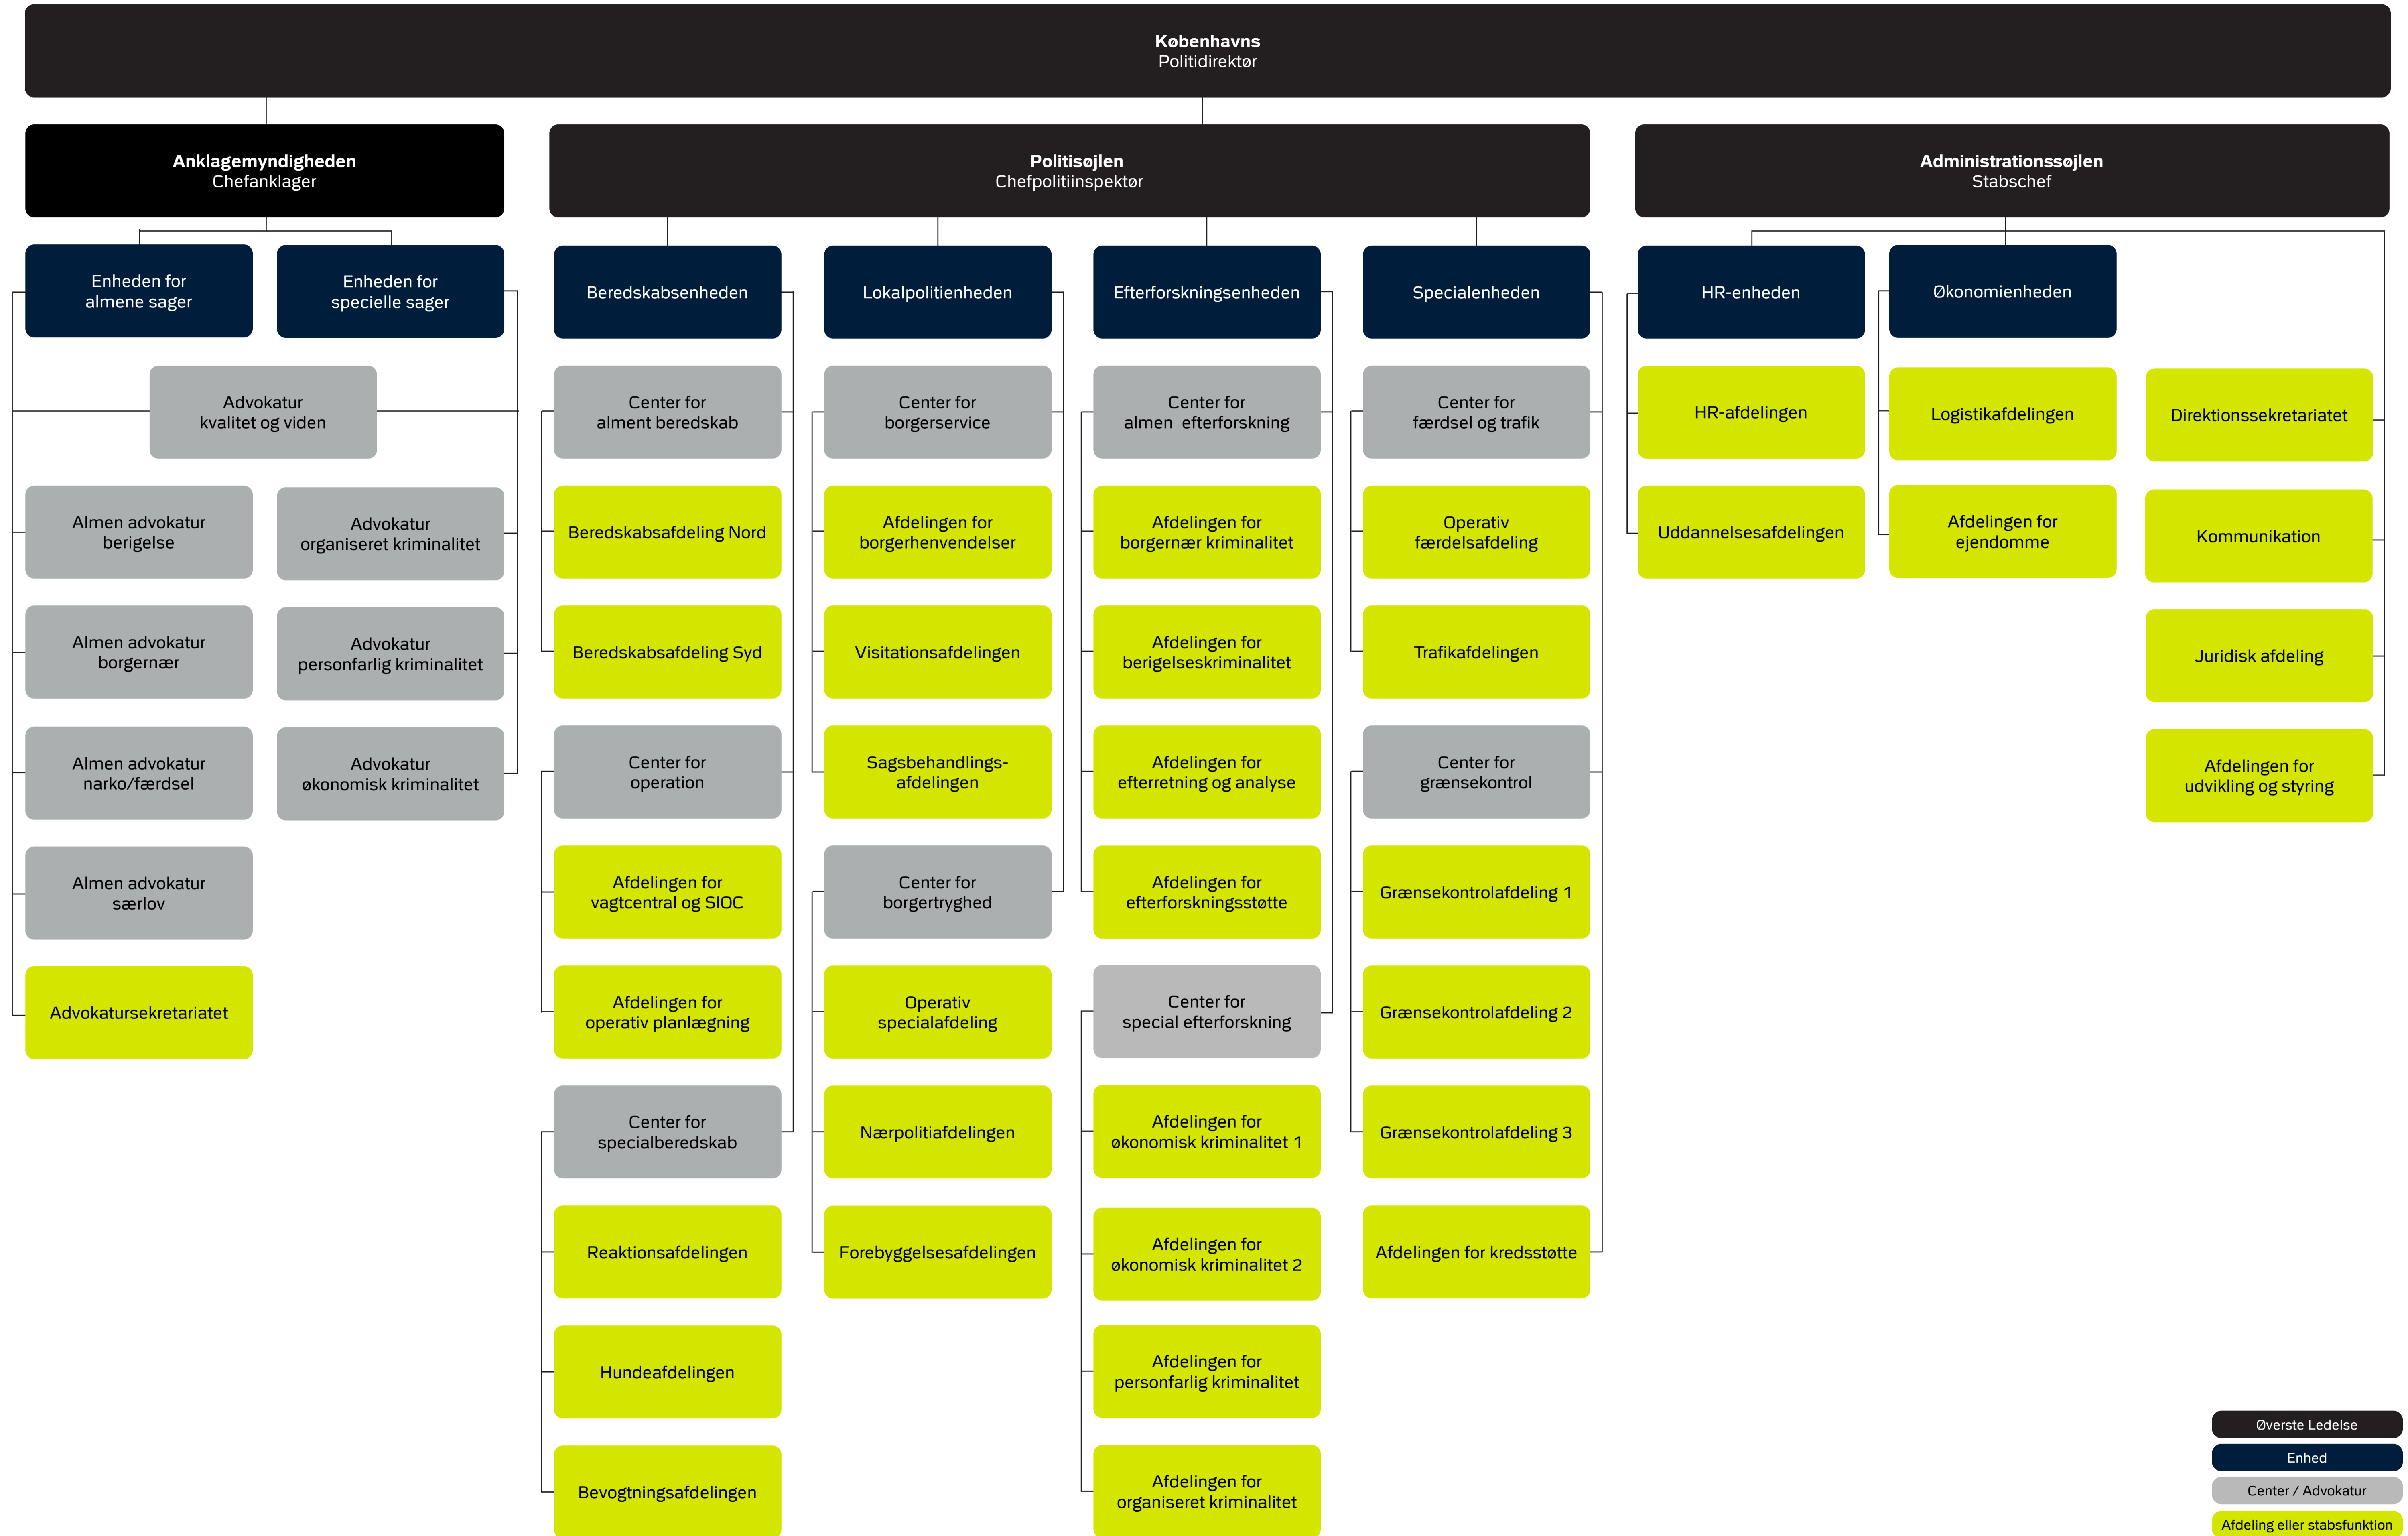 Københavns
Politidirektør
Anklagemyndigheden
Chefanklager
Politisøjlen
Chefpolitiinspektør
Administrationssøjlen
Stabschef
Enheden for
almene sager
Enheden for
specielle sager
Advokatur
kvalitet og viden
Almen advokatur
berigelse
Almen advokatur
borgernær
Almen advokatur
narko/færdsel
Almen advokatur
særlov
Advokatursekretariatet
Advokatur
organiseret kriminalitet
Advokatur
personfarlig kriminalitet
Advokatur
økonomisk kriminalitet
Beredskabsenheden
Center for
alment beredskab
Beredskabsafdeling Nord
Beredskabsafdeling Syd
Center for
operation
Afdelingen for
vagtcentral og SIOC
Afdelingen for
operativ planlægning
Center for
specialberedskab
Reaktionsafdelingen
Hundeafdelingen
Bevogtningsafdelingen
Lokalpolitienheden
Center for
borgerservice
Afdelingen for
borgerhenvendelser
Visitationsafdelingen
Sagsbehandlings-
afdelingen
Center for
borgertryghed
Operativ
specialafdeling
Nærpolitiafdelingen
Forebyggelsesafdelingen
Efterforskningsenheden
Center for
almen efterforskning
Afdelingen for
borgernær kriminalitet
Afdelingen for
berigelseskriminalitet
Afdelingen for
efterretning og analyse
Afdelingen for
efterforskningsstøtte
Center for
special efterforskning
Afdelingen for
økonomisk kriminalitet 1
Afdelingen for
økonomisk kriminalitet 2
Afdelingen for
personfarlig kriminalitet
Afdelingen for
organiseret kriminalitet
Specialenheden
Center for
færdsel og trafik
Operativ
færdelsafdeling
Trafikafdelingen
Center for
grænsekontrol
Grænsekontrolafdeling 1
Grænsekontrolafdeling 2
Grænsekontrolafdeling 3
Afdelingen for kredsstøtte
HR-enheden
HR-afdelingen
Uddannelsesafdelingen
Økonomienheden
Logistikafdelingen
Afdelingen for
ejendomme
Direktionssekretariatet
Kommunikation
Juridisk afdeling
Afdelingen for
udvikling og styring
Øverste Ledelse
Enhed
Center / Advokatur
Afdeling eller stabsfunktion